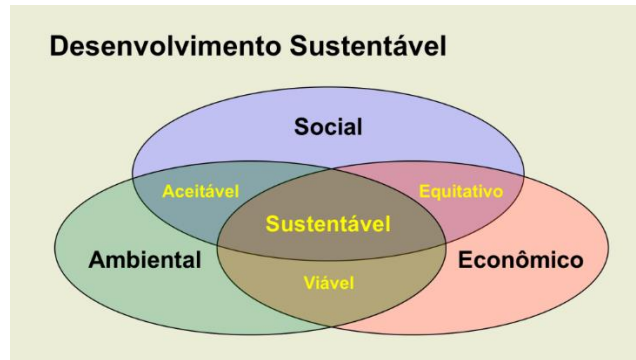 Desenvolvimento Sustentável
Social
Aceitável
Equitativo
Sustentável
Ambiental
Econômico
Viável